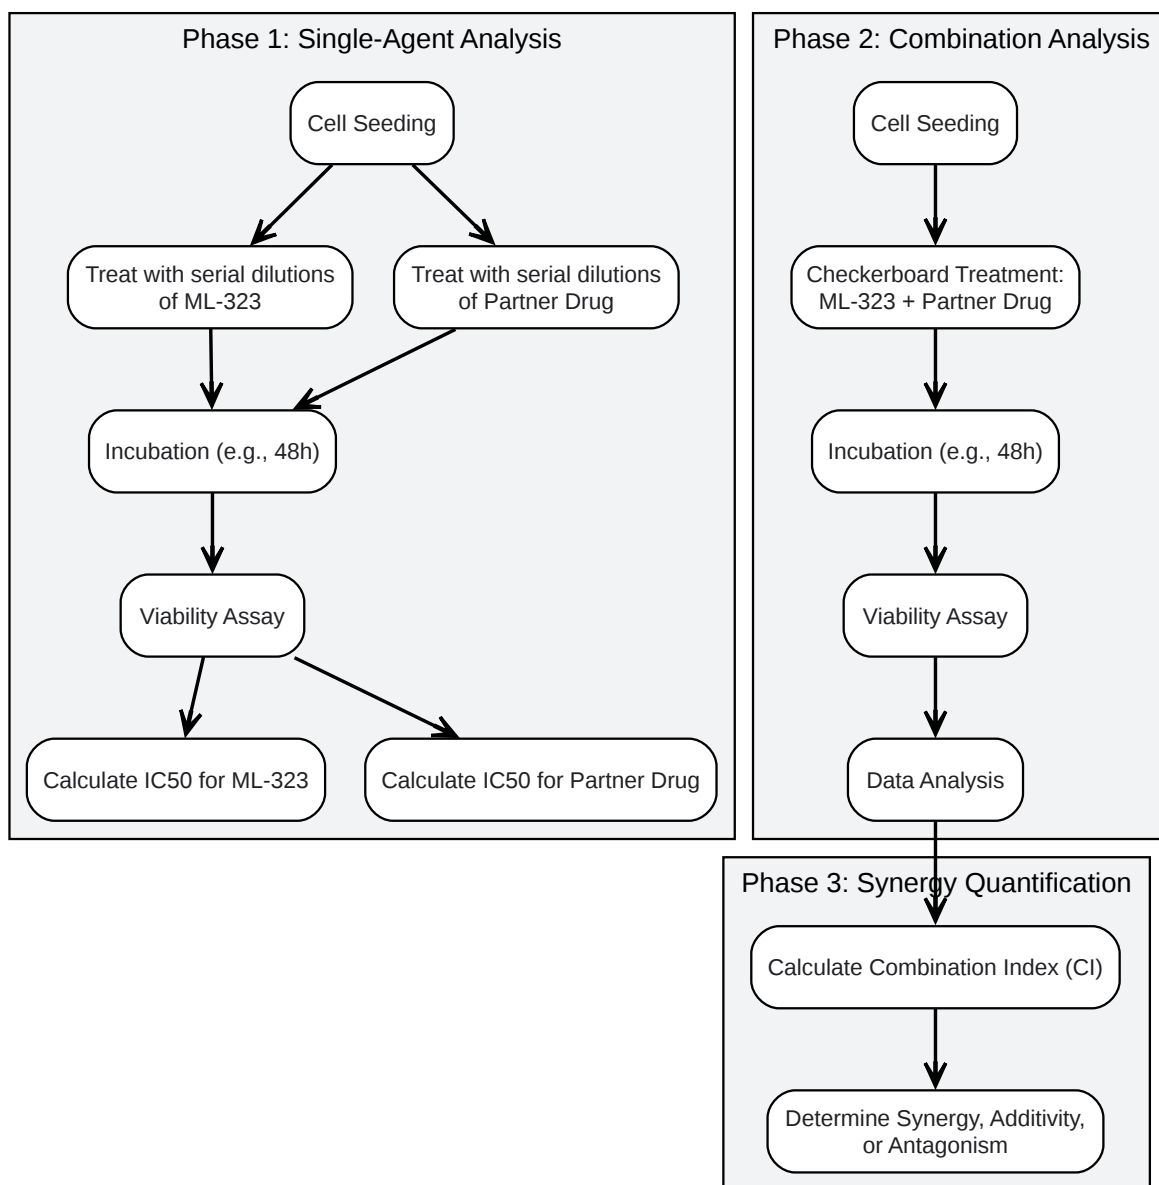 Phase 1: Single-Agent Analysis
Cell Seeding
Treat with serial dilutions
of ML-323
Treat with serial dilutions
of Partner Drug
Incubation (e.g., 48h)
Viability Assay
Calculate IC50 for ML-323
Calculate IC50 for Partner Drug
Phase 2: Combination Analysis
Cell Seeding
Checkerboard Treatment:
ML-323 + Partner Drug
Incubation (e.g., 48h)
Viability Assay
Data Analysis
Phase 3: Synergy Quantification
Calculate Combination Index (CI)
Determine Synergy, Additivity,
or Antagonism